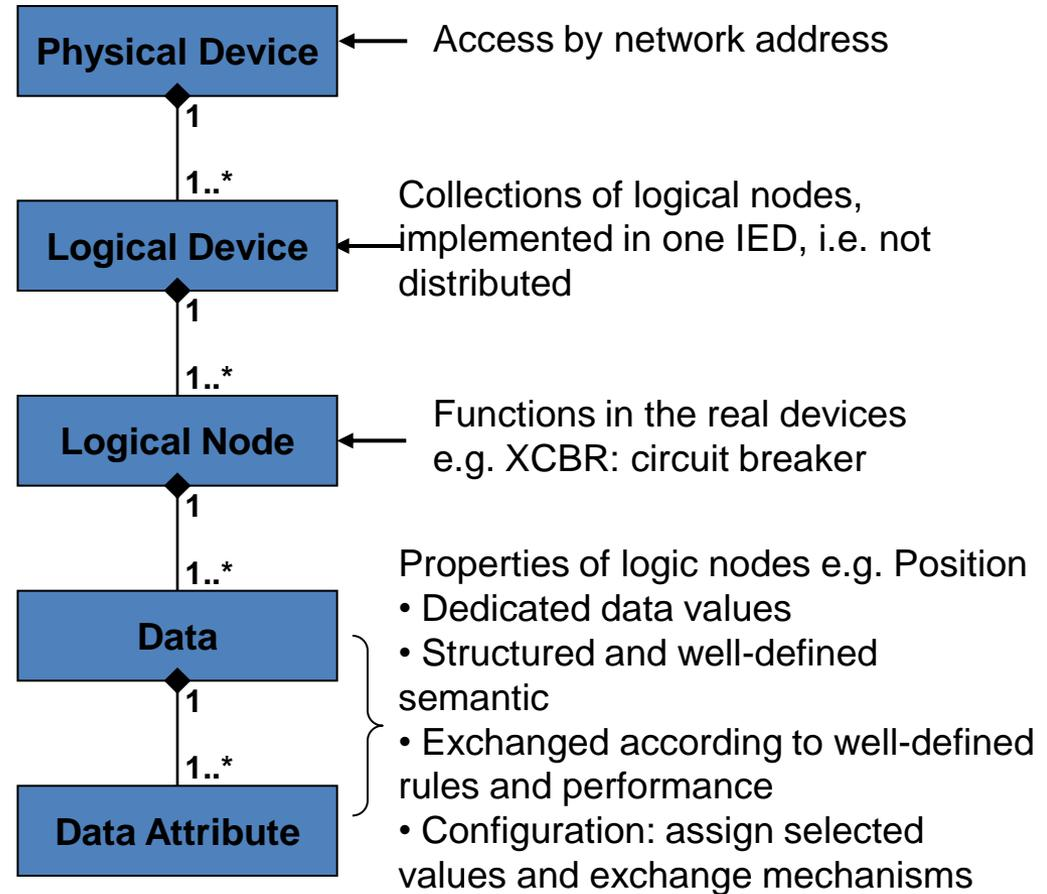 Physical Device
Access by network address
1
1..*
Logical Device
Collections of logical nodes,
implemented in one IED, i.e. not
distributed
1
1..*
Logical Node
Functions in the real devices
e.g. XCBR: circuit breaker
1
1..*
Data
Properties of logic nodes e.g. Position
• Dedicated data values
• Structured and well-defined
semantic
• Exchanged according to well-defined
rules and performance
• Configuration: assign selected
values and exchange mechanisms
1
1..*
Data Attribute